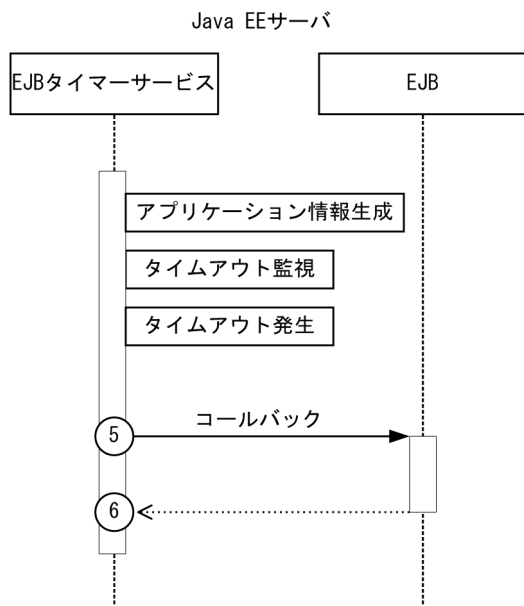 Java EEサーバ
EJBタイマーサービス
EJB
アプリケーション情報生成
タイムアウト監視
タイムアウト発生
コールバック
5
6